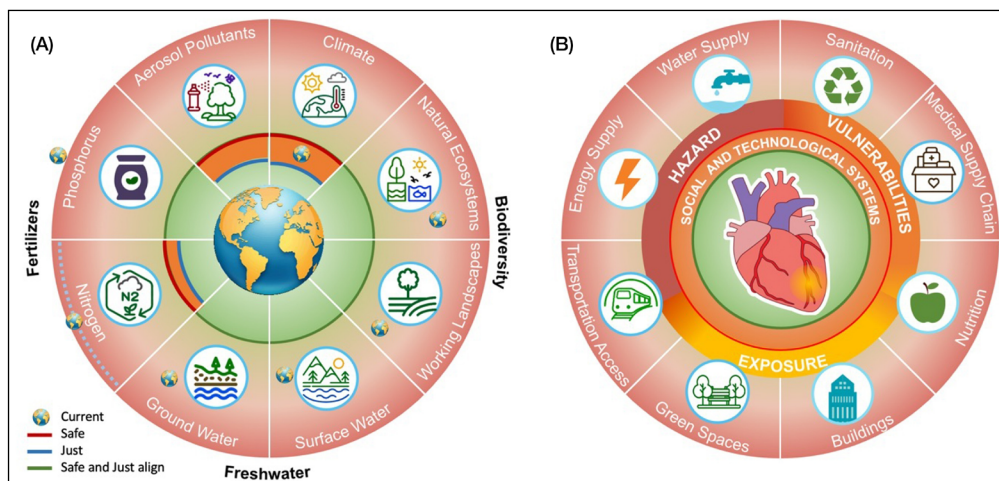 (A)
Aerosol Pollutants
Climate
Natural Ecosystems
Working Landscapes
Surface Water
Ground Water
Nitrogen
Phosphorus
N2
Fertilizers
Biodiversity
Freshwater
Current
Safe
Just
Safe and Just align
(B)
Water Supply
Sanitation
Medical Supply Chain
Nutrition
Buildings
Green Spaces
Transportation Access
Energy Supply
HAZARD
VULNERABILITIES
EXPOSURE
SOCIAL AND TECHNOLOGICAL SYSTEMS